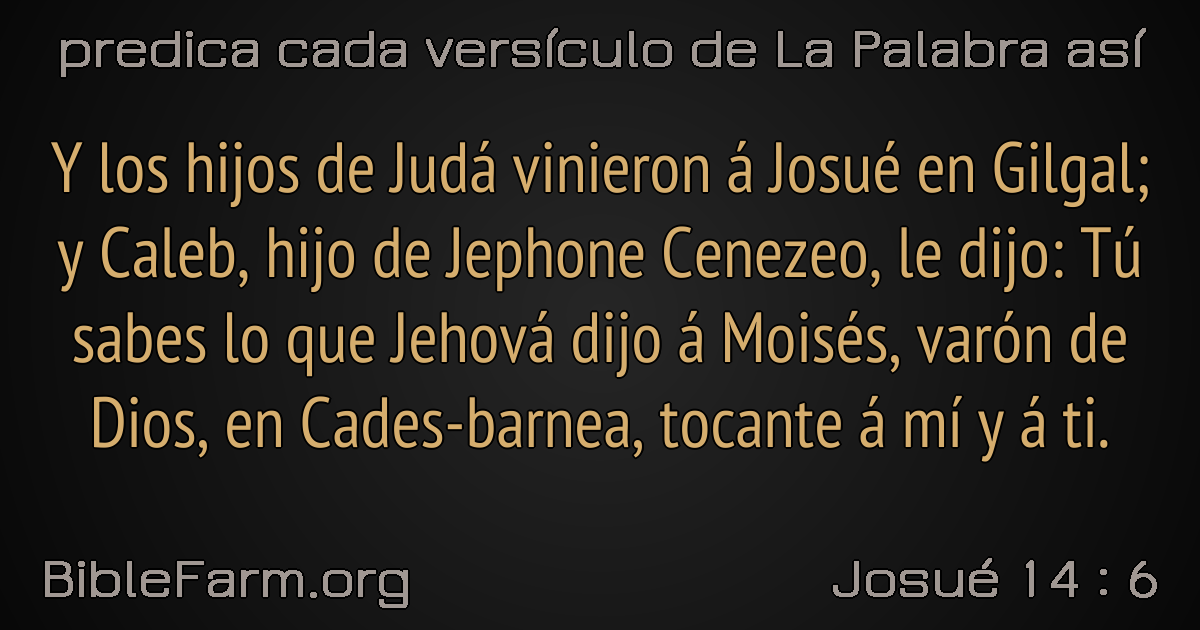 predica cada versículo de La Palabra así
Y los hijos de Judá vinieron á Josué en Gilgal;
y Caleb, hijo de Jephone Cenezeo, le dijo: Tú
sabes lo que Jehová dijo á Moisés, varón de
Dios, en Cades-barnea, tocante á mí y á ti.
BibleFarm.org
Josué 14 : 6